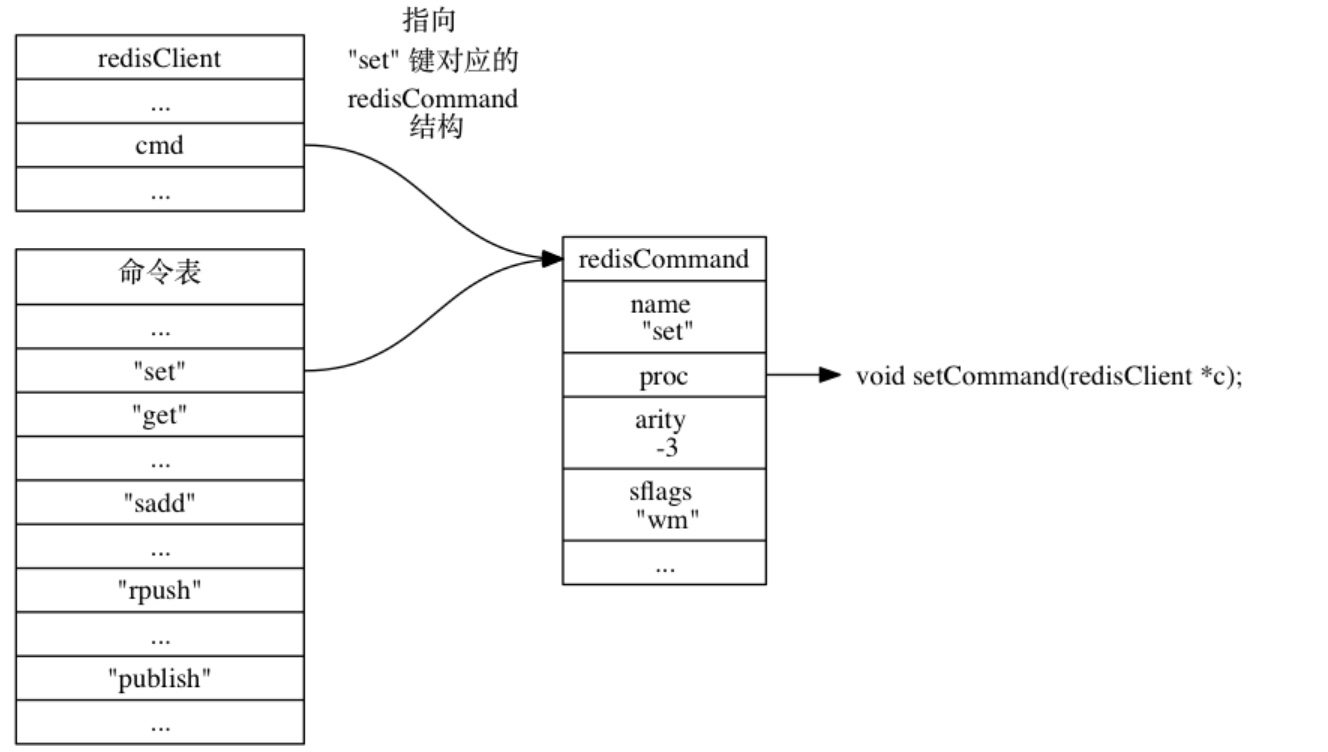 指向
"set" 键对应的
redisCommand
结构
redisClient
...
cmd
...
命令表
...
"set"
"get"
...
"sadd"
...
"rpush"
...
"publish"
...
redisCommand
name
"set"
proc
arity
-3
sflags
"wm"
...
void setCommand(redisClient *c);